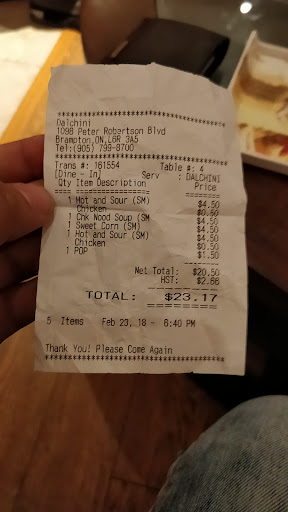 Dalchini
1098 Peter Robertson Blvd
Brampton,ON,L6R 3A5
Tel:(905) 799-8700
************************************
Trans #: 161554 Table #: 4
[Dine - In] Serv : DALCHINI
Qty Item Description Price
=== ================ =======
1 Hot and Sour (SM) $4.50
Chicken $0.50
1 Chk Nood Soup (SM $4.50
1 Sweet Corn (SM) $4.50
1 Hot and Sour (SM) $4.50
Chicken $0.50
1 POP $1.50
Net Total: $20.50
HST: $2.66
TOTAL: $23.17
5 Items Feb 23, 18 - 6:40 PM
Thank You! Please Come Again
************************************